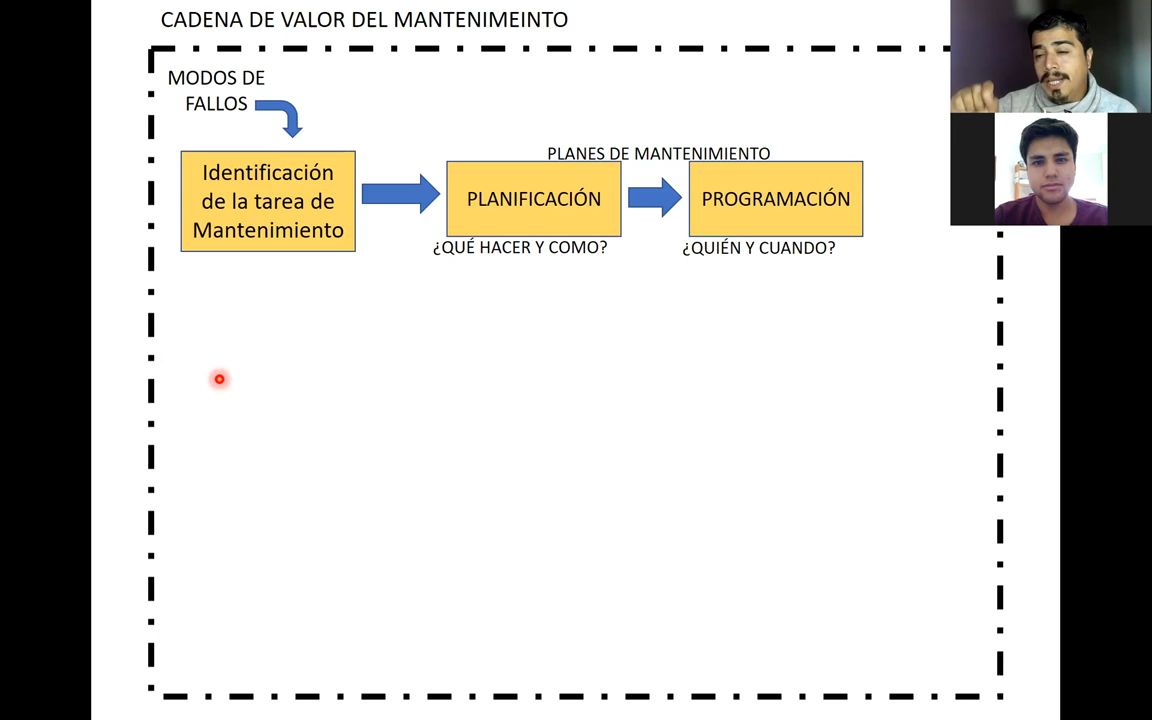 CADENA DE VALOR DEL MANTENIMEINTO
MODOS DE
FALLOS
Identificación
de la tarea de
Mantenimiento
PLANES DE MANTENIMIENTO
PLANIFICACIÓN
PROGRAMACIÓN
¿QUÉ HACER Y COMO?
¿QUIÉN Y CUANDO?